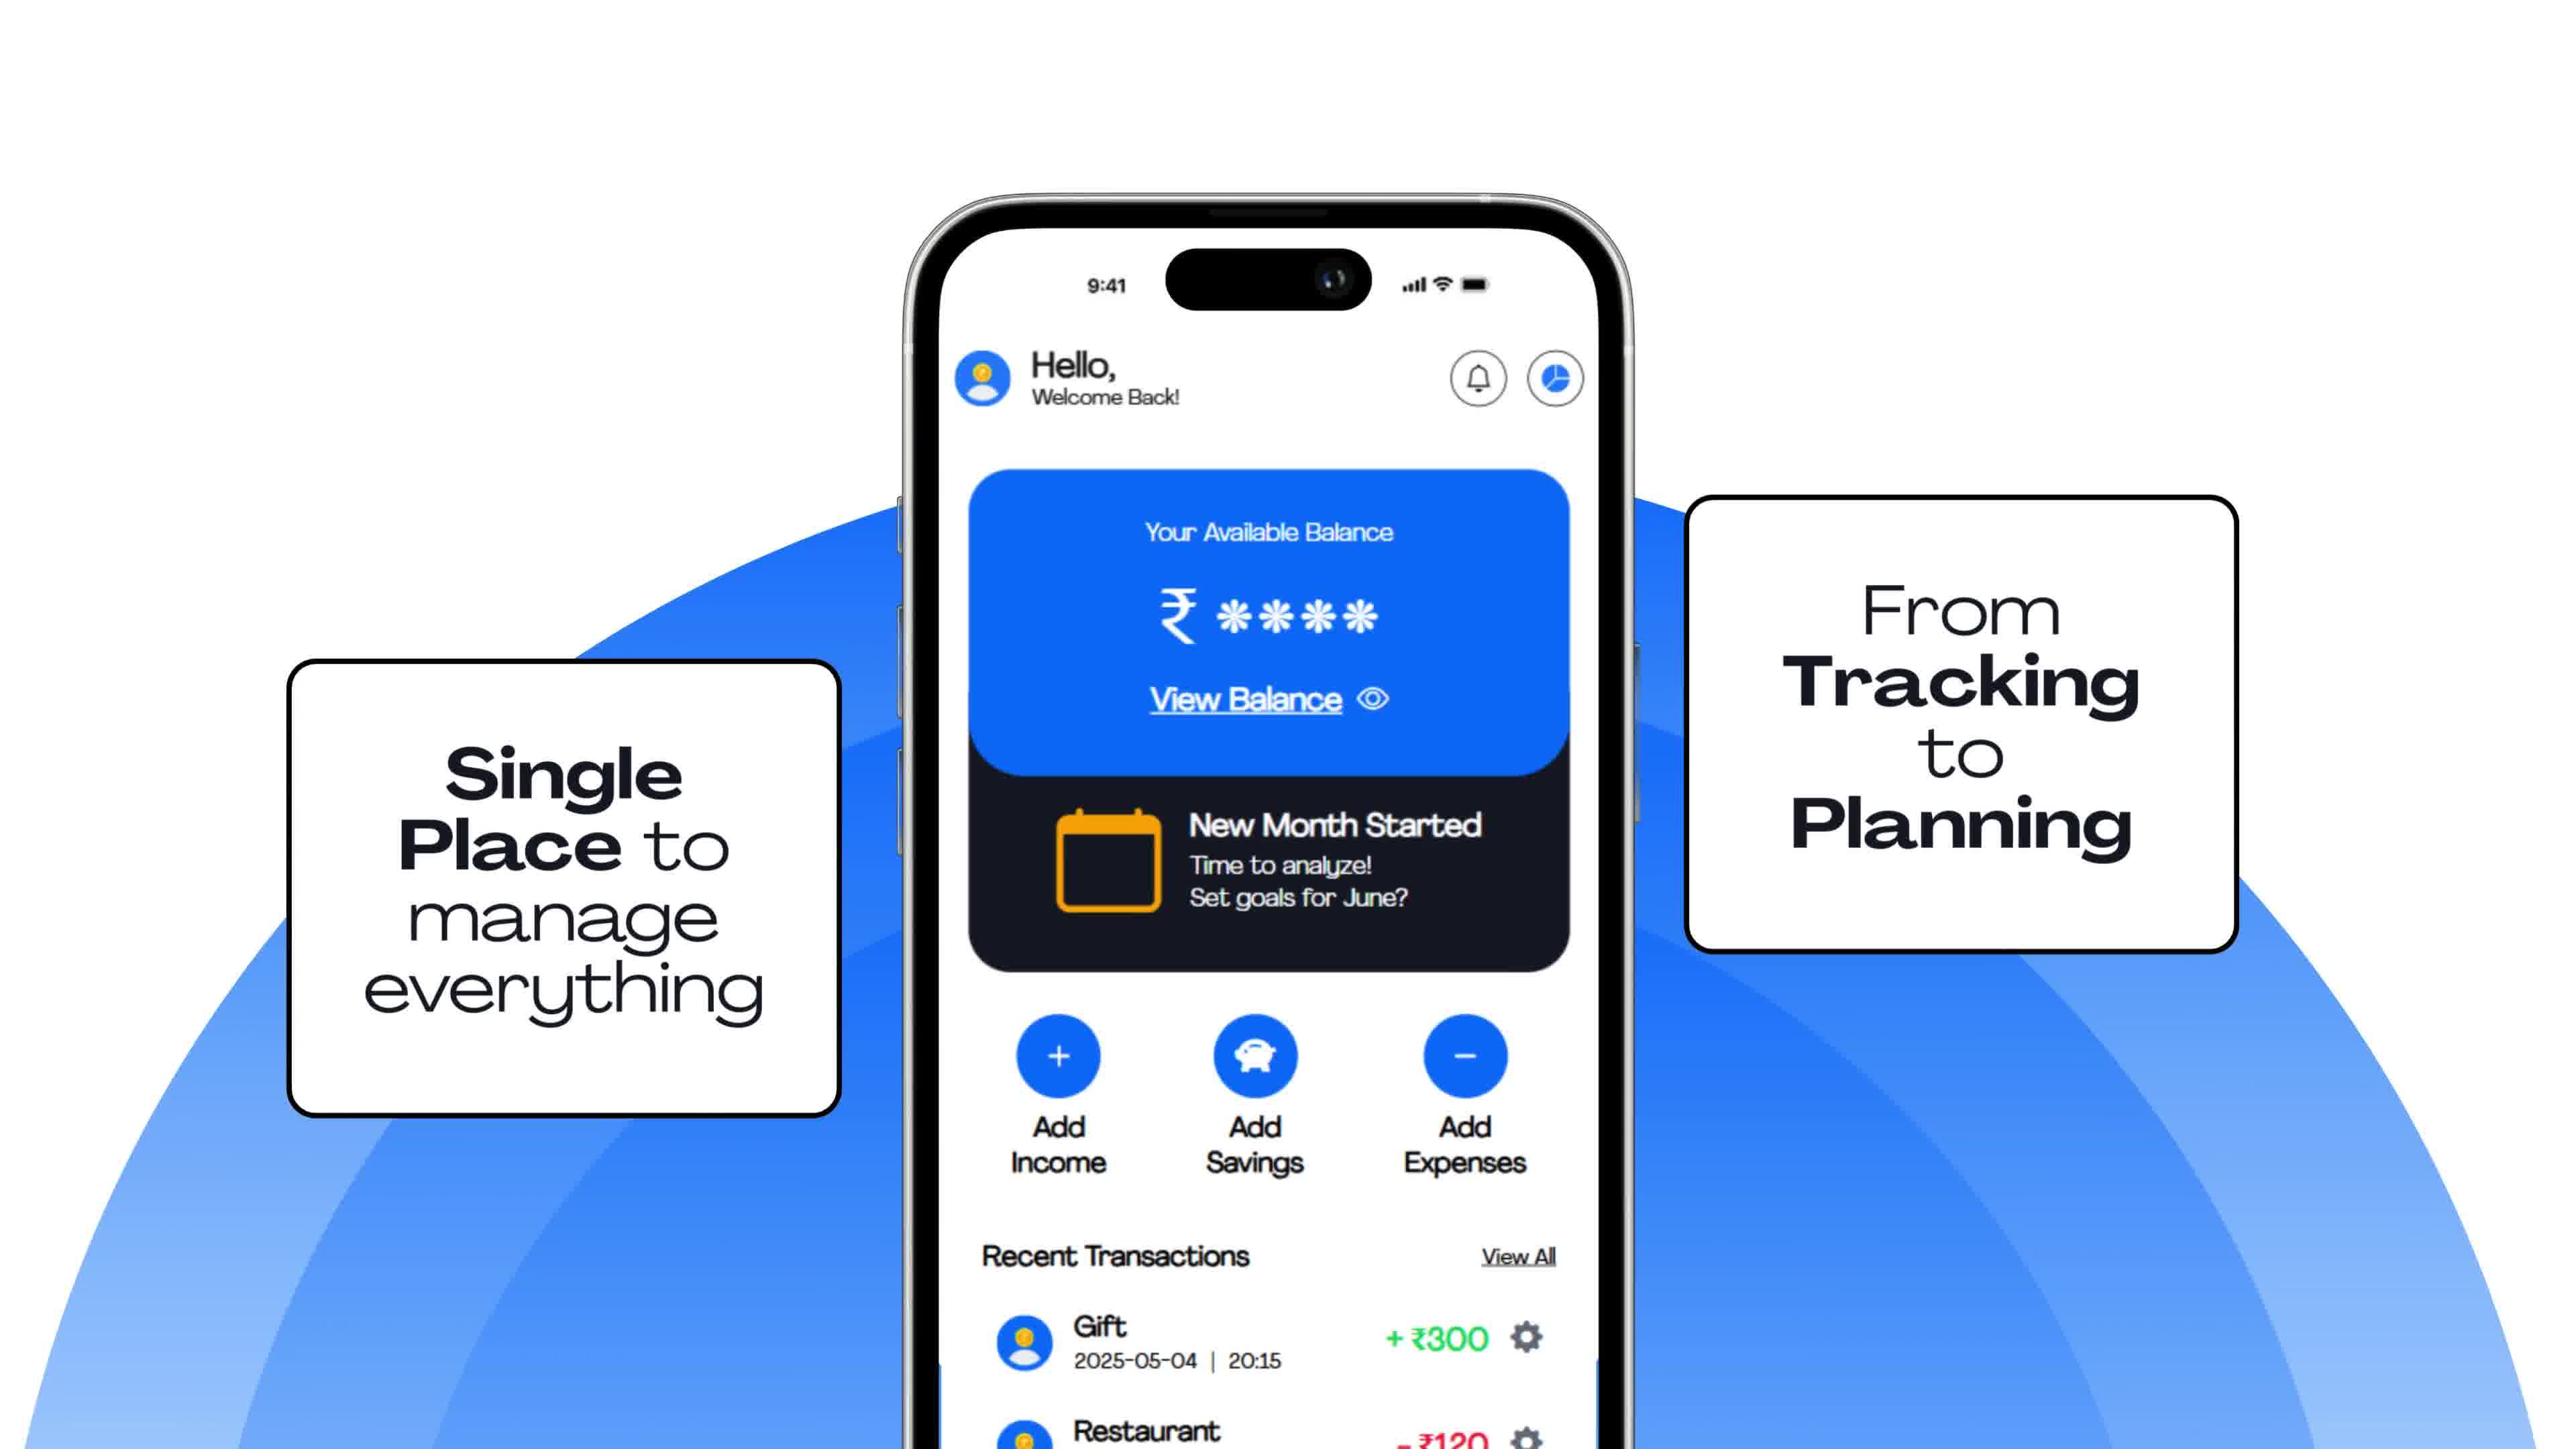 9:41
Hello,
Welcome Back!
Your Available Balance
₹ ****
View Balance
New Month Started
Time to analyze!
Set goals for June?
Add
Income
Add
Savings
Add
Expenses
Recent Transactions
View All
Gift
+ ₹300
2025-05-04 | 20:15
Restaurant
- ₹120
Single
Place to
manage
everything
From
Tracking
to
Planning